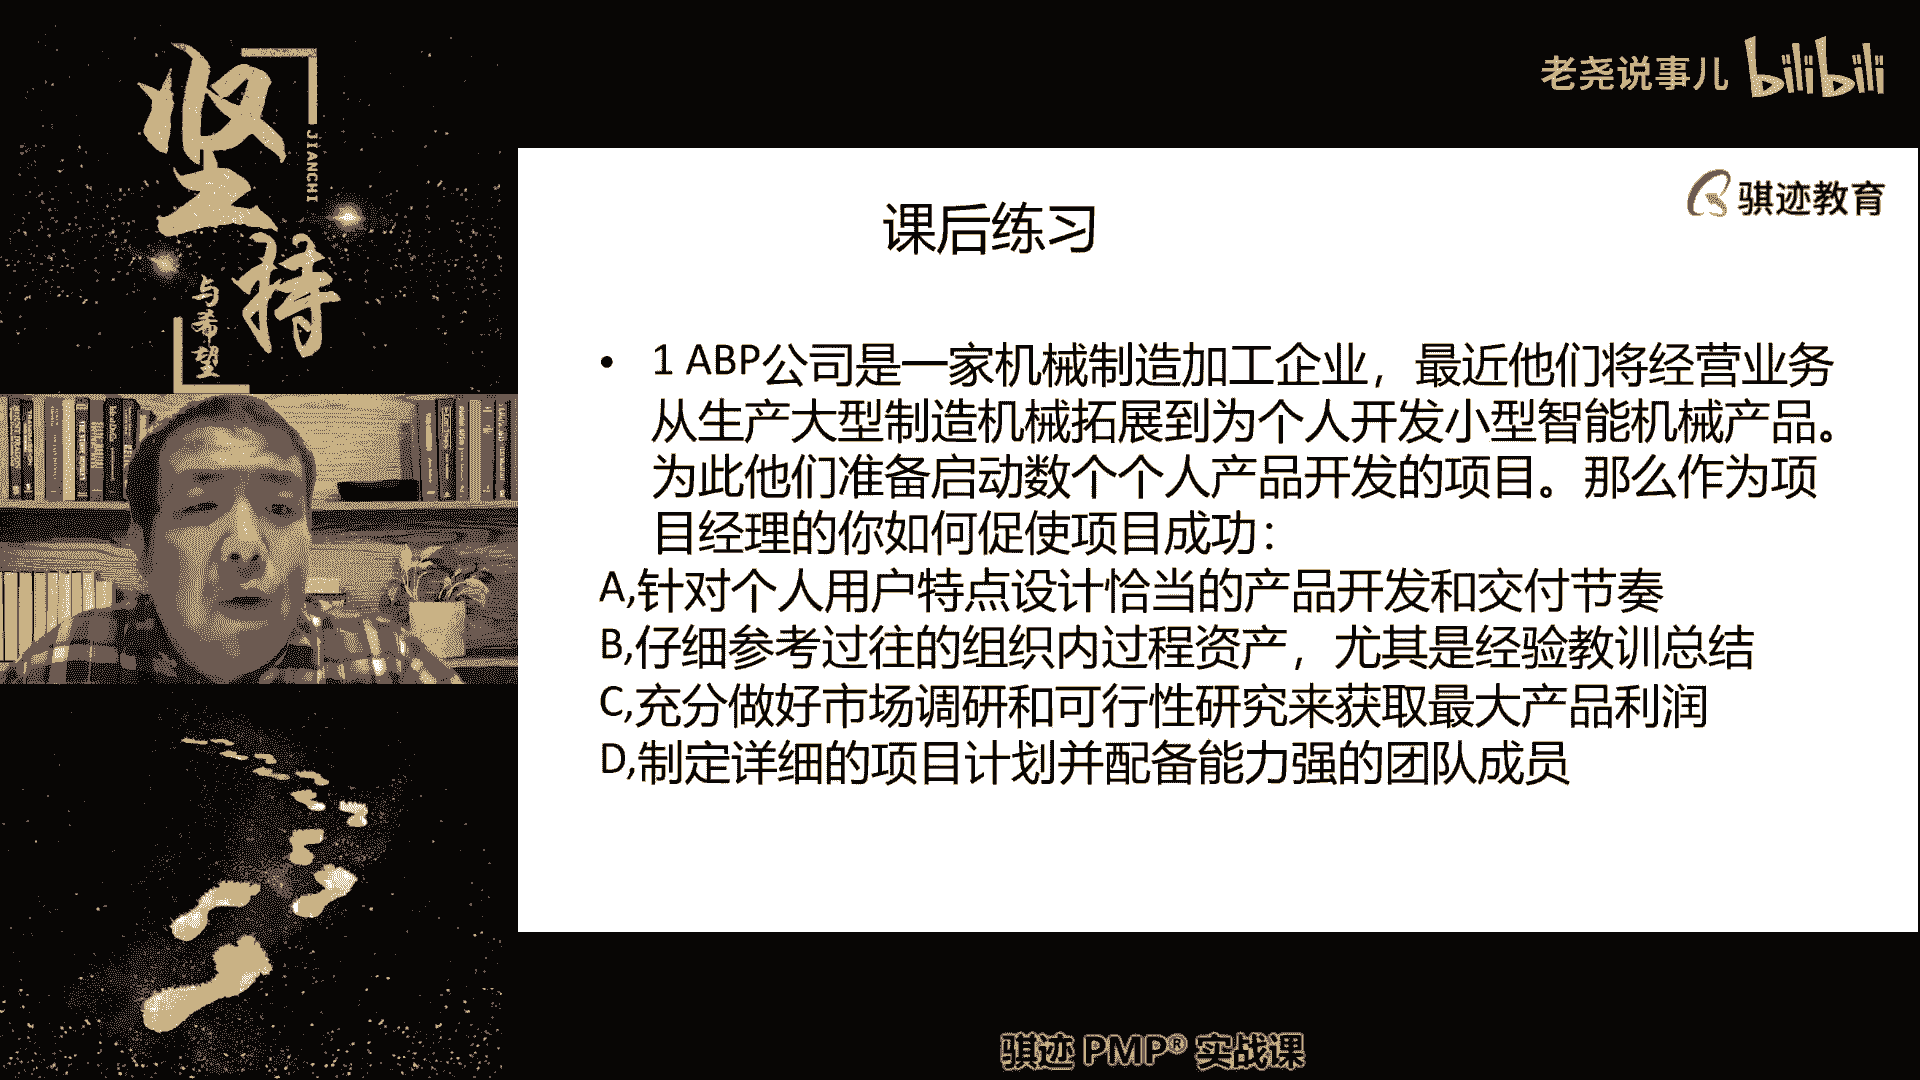 坚持
JIANCHI
与希望
老尧说事儿 bilibili
骐迹教育
课后练习
• 1 ABP公司是一家机械制造加工企业，最近他们将经营业务
从生产大型制造机械拓展到为个人开发小型智能机械产品。
为此他们准备启动数个个人产品开发的项目。那么作为项
目经理的你如何促使项目成功：
A,针对个人用户特点设计恰当的产品开发和交付节奏
B,仔细参考过往的组织内过程资产，尤其是经验教训总结
C,充分做好市场调研和可行性研究来获取最大产品利润
D,制定详细的项目计划并配备能力强的团队成员
骐迹 PMP® 实战课